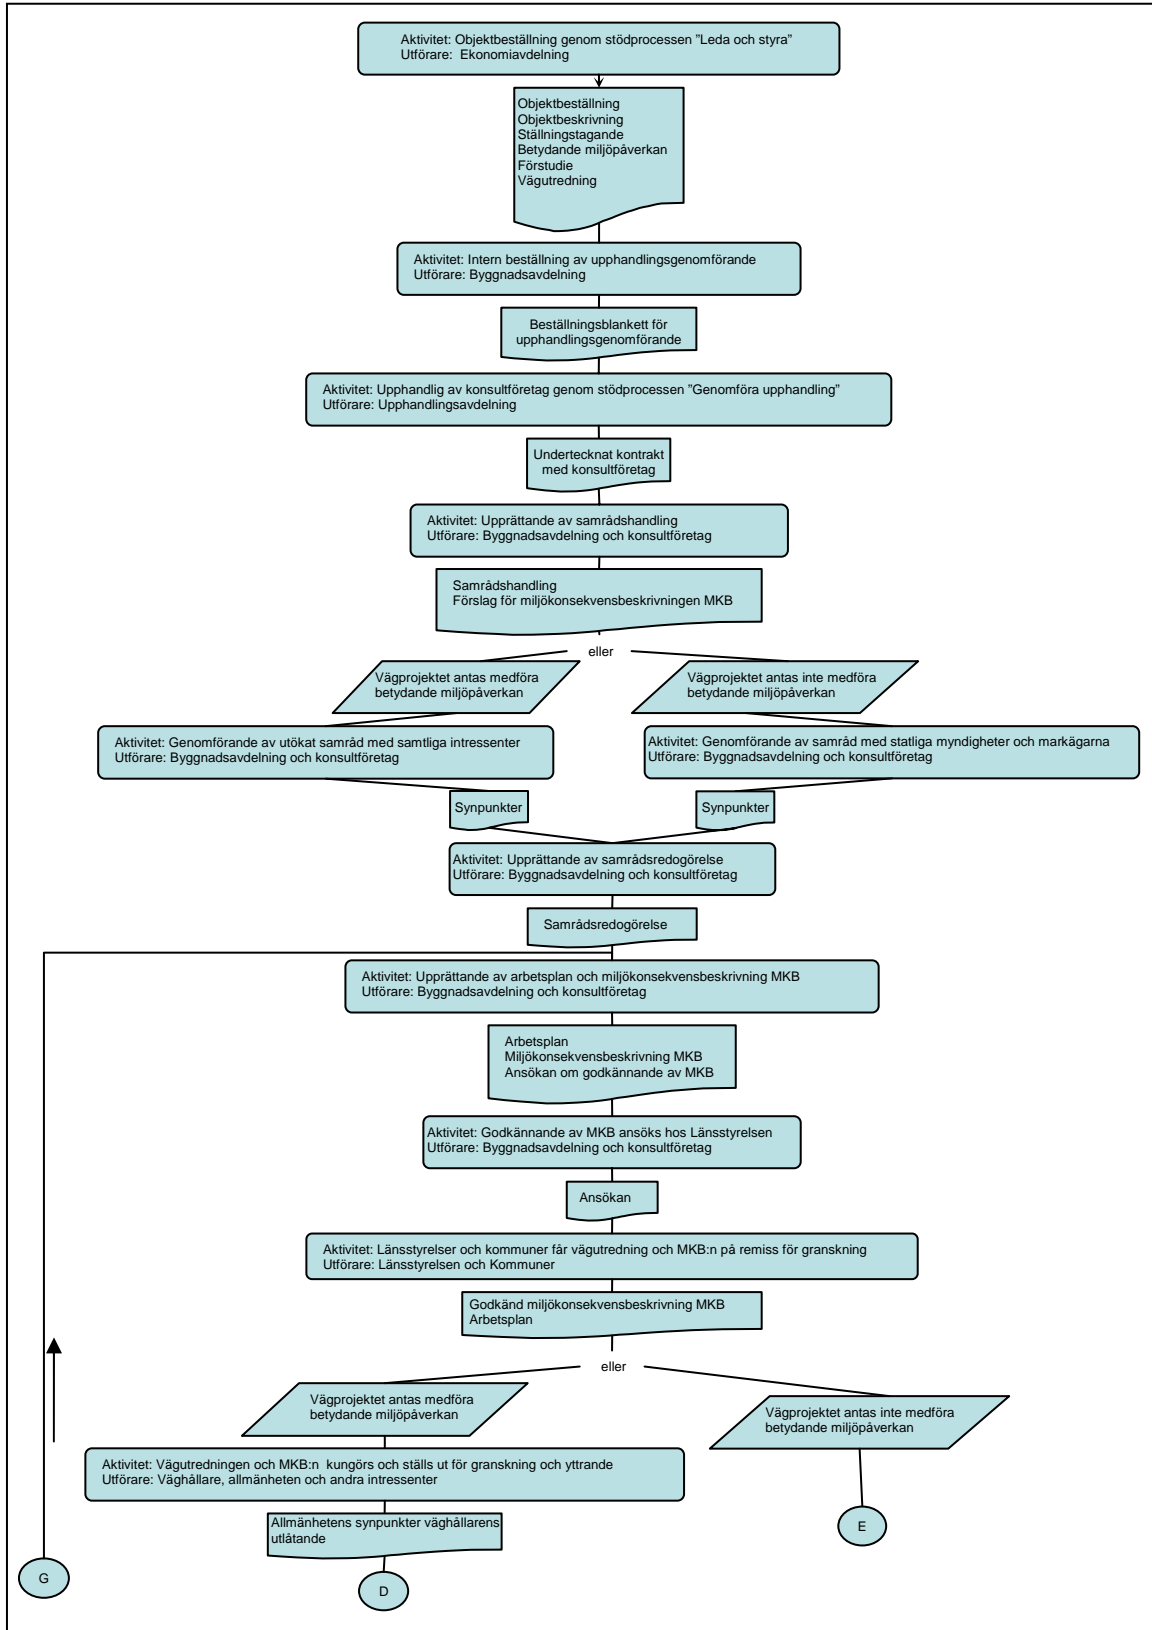 Aktivitet: Objektbeställning genom stödprocessen ”Leda och styra”
Utförare:  Ekonomiavdelning
Objektbeställning
Objektbeskrivning
Ställningstagande
Betydande miljöpåverkan
Förstudie
Vägutredning
Aktivitet: Intern beställning av upphandlingsgenomförande
Utförare: Byggnadsavdelning
Beställningsblankett för
upphandlingsgenomförande
Aktivitet: Upphandlig av konsultföretag genom stödprocessen ”Genomföra upphandling”
Utförare: Upphandlingsavdelning
Undertecknat kontrakt
med konsultföretag
Aktivitet: Upprättande av samrådshandling
Utförare: Byggnadsavdelning och konsultföretag
Samrådshandling
Förslag för miljökonsekvensbeskrivningen MKB
eller
Vägprojektet antas medföra
betydande miljöpåverkan
Vägprojektet antas inte medföra
betydande miljöpåverkan
Aktivitet: Genomförande av utökat samråd med samtliga intressenter
Utförare: Byggnadsavdelning och konsultföretag
Aktivitet: Genomförande av samråd med statliga myndigheter och markägarna
Utförare: Byggnadsavdelning och konsultföretag
Synpunkter
Synpunkter
Aktivitet: Upprättande av samrådsredogörelse
Utförare: Byggnadsavdelning och konsultföretag
Samrådsredogörelse
Aktivitet: Upprättande av arbetsplan och miljökonsekvensbeskrivning MKB
Utförare: Byggnadsavdelning och konsultföretag
Arbetsplan
Miljökonsekvensbeskrivning MKB
Ansökan om godkännande av MKB
Aktivitet: Godkännande av MKB ansöks hos Länsstyrelsen
Utförare: Byggnadsavdelning och konsultföretag
Ansökan
Aktivitet: Länsstyrelser och kommuner får vägutredning och MKB:n på remiss för granskning
Utförare: Länsstyrelsen och Kommuner
Godkänd miljökonsekvensbeskrivning MKB
Arbetsplan
eller
Vägprojektet antas medföra
betydande miljöpåverkan
Vägprojektet antas inte medföra
betydande miljöpåverkan
Aktivitet: Vägutredningen och MKB:n  kungörs och ställs ut för granskning och yttrande
Utförare: Väghållare, allmänheten och andra intressenter
Allmänhetens synpunkter väghållarens
utlåtande
E
G
D